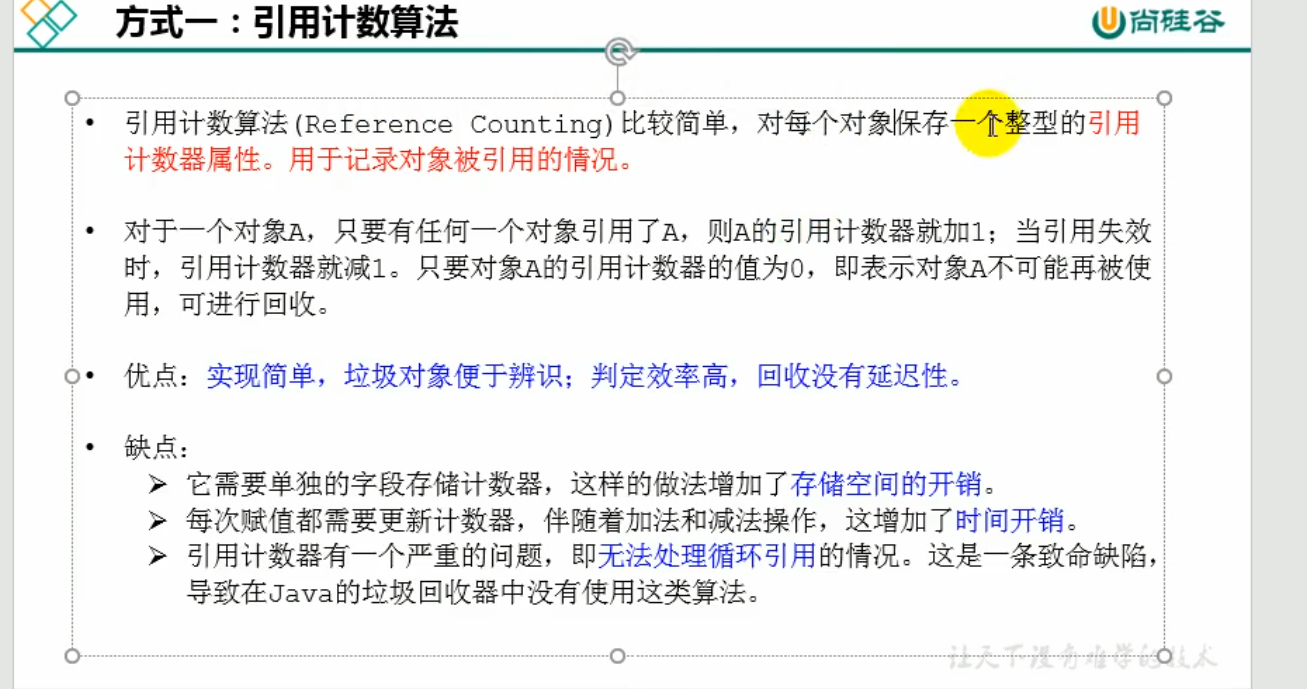 方式一：引用计数算法
尚硅谷
• 引用计数算法(Reference Counting)比较简单，对每个对象保存一个整型的引用
计数器属性。用于记录对象被引用的情况。
• 对于一个对象A，只要有任何一个对象引用了A，则A的引用计数器就加1；当引用失效
时，引用计数器就减1。只要对象A的引用计数器的值为0，即表示对象A不可能再被使
用，可进行回收。
• 优点：实现简单，垃圾对象便于辨识；判定效率高，回收没有延迟性。
• 缺点：
➢ 它需要单独的字段存储计数器，这样的做法增加了存储空间的开销。
➢ 每次赋值都需要更新计数器，伴随着加法和减法操作，这增加了时间开销。
➢ 引用计数器有一个严重的问题，即无法处理循环引用的情况。这是一条致命缺陷，
导致在Java的垃圾回收器中没有使用这类算法。
让天下没有难学的技术